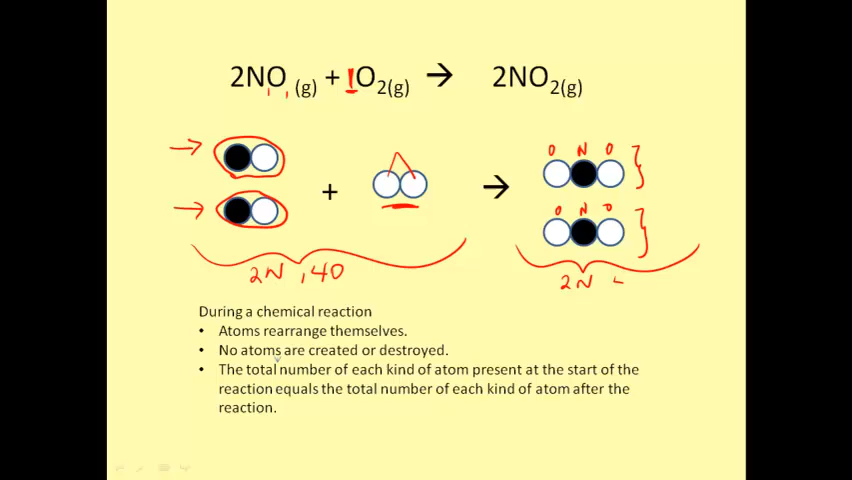 2NO (g) + 1O2(g) → 2NO2(g)
O N O
+ →
O N O
2N , 4O
2N
During a chemical reaction
• Atoms rearrange themselves.
• No atoms are created or destroyed.
• The total number of each kind of atom present at the start of the
reaction equals the total number of each kind of atom after the
reaction.